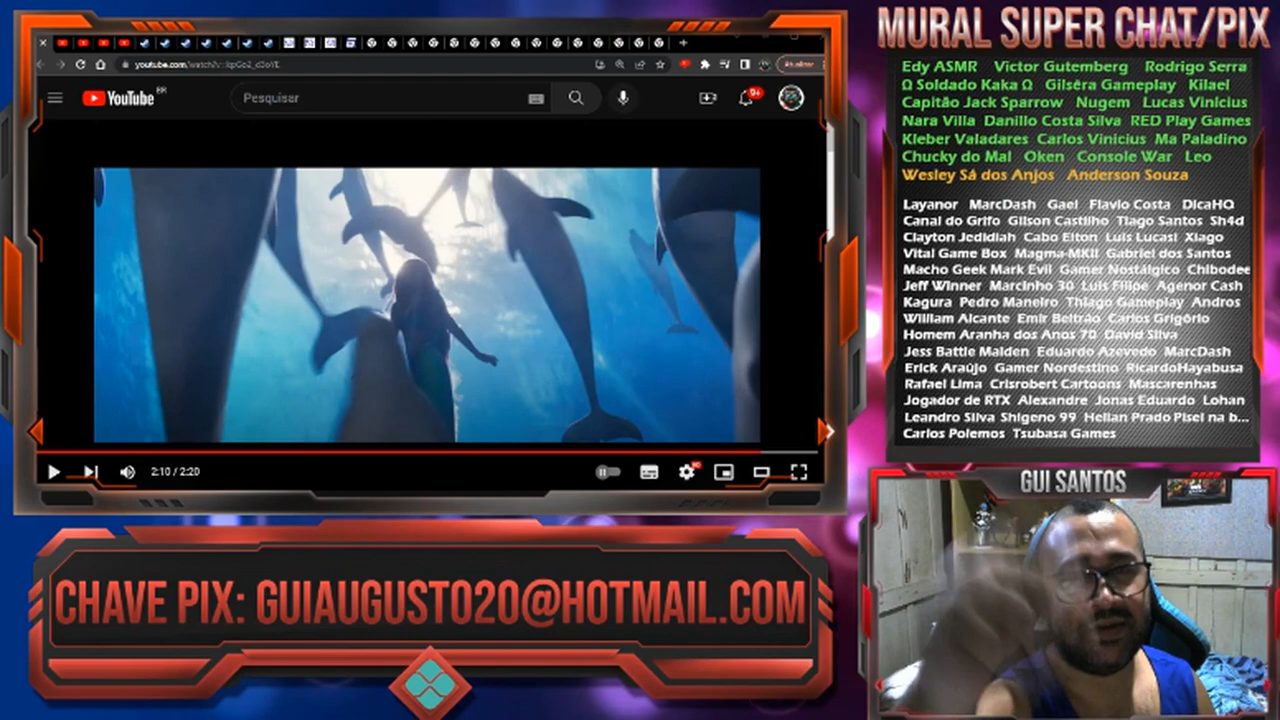 MURAL SUPER CHAT/PIX
YouTube BR
Pesquisar
9+
2:10 / 2:20
Edy ASMR Victor Gutemberg Rodrigo Serra
Ω Soldado Kaka Ω Gilsêra Gameplay Kilael
Capitão Jack Sparrow Nugem Lucas Vinicius
Nara Villa Danillo Costa Silva RED Play Games
Kleber Valadares Carlos Vinicius Ma Paladino
Chucky do Mal Oken Console War Leo
Wesley Sá dos Anjos Anderson Souza
Layanor MarcDash Gael Flavio Costa DicaHQ
Canal do Grifo Gilson Castilho Tiago Santos Sh4d
Clayton Jedidiah Cabo Elton Luis Lucasi Xiago
Vital Game Box Magma-MKII Gabriel dos Santos
Macho Geek Mark Evil Gamer Nostálgico Chibodee
Jeff Winner Marcinho 30 Luis Filipe Agenor Cash
Kagura Pedro Maneiro Thiago Gameplay Andros
William Alcante Emir Beltrão Carlos Grigório
Homem Aranha dos Anos 70 David Silva
Jess Battle Maiden Eduardo Azevedo MarcDash
Erick Araújo Gamer Nordestino RicardoHayabusa
Rafael Lima Crisrobert Cartoons Mascarenhas
Jogador de RTX Alexandre Jonas Eduardo Lohan
Leandro Silva Shigeno 99 Helian Prado Pisei na b...
Carlos Polemos Tsubasa Games
GUI SANTOS
CHAVE PIX: GUIAUGUSTO20@HOTMAIL.COM